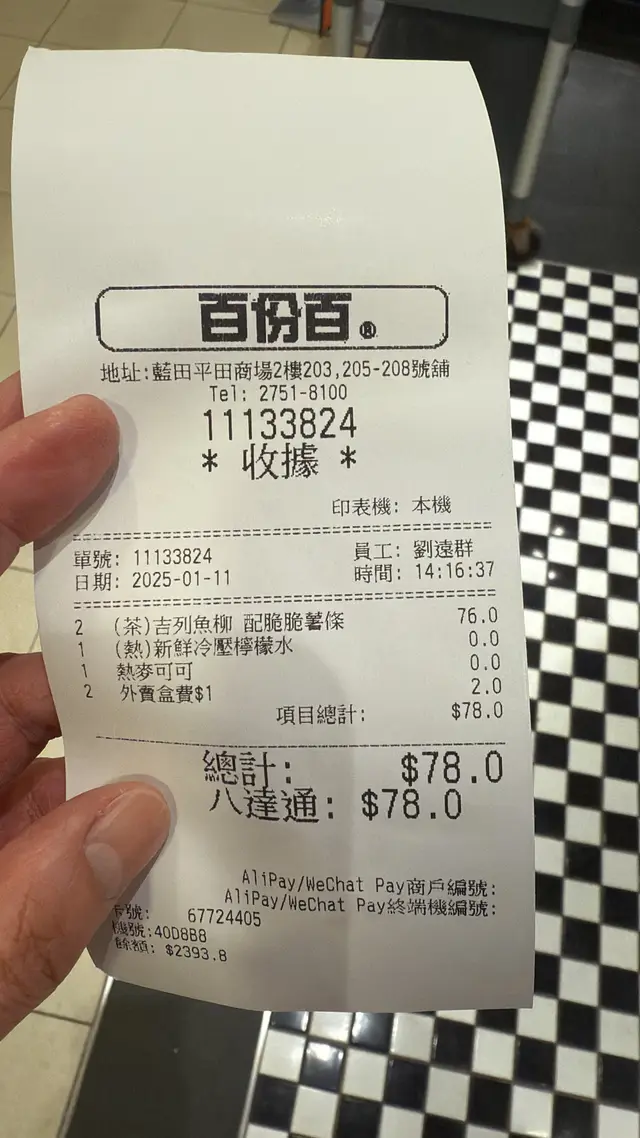 百份百®
地址:藍田平田商場2樓203,205-208號舖
Tel: 2751-8100
11133824
* 收據 *
印表機: 本機
單號: 11133824 員工: 劉遠群
日期: 2025-01-11 時間: 14:16:37
2 (茶)吉列魚柳 配脆脆薯條 76.0
1 (熱)新鮮冷壓檸檬水 0.0
1 熱麥可可 0.0
2 外賣盒費$1 2.0
項目總計: $78.0
總計: $78.0
八達通: $78.0
AliPay/WeChat Pay商戶編號:
AliPay/WeChat Pay終端機編號:
號: 67724405
機號:40D8B8
餘額: $2393.8